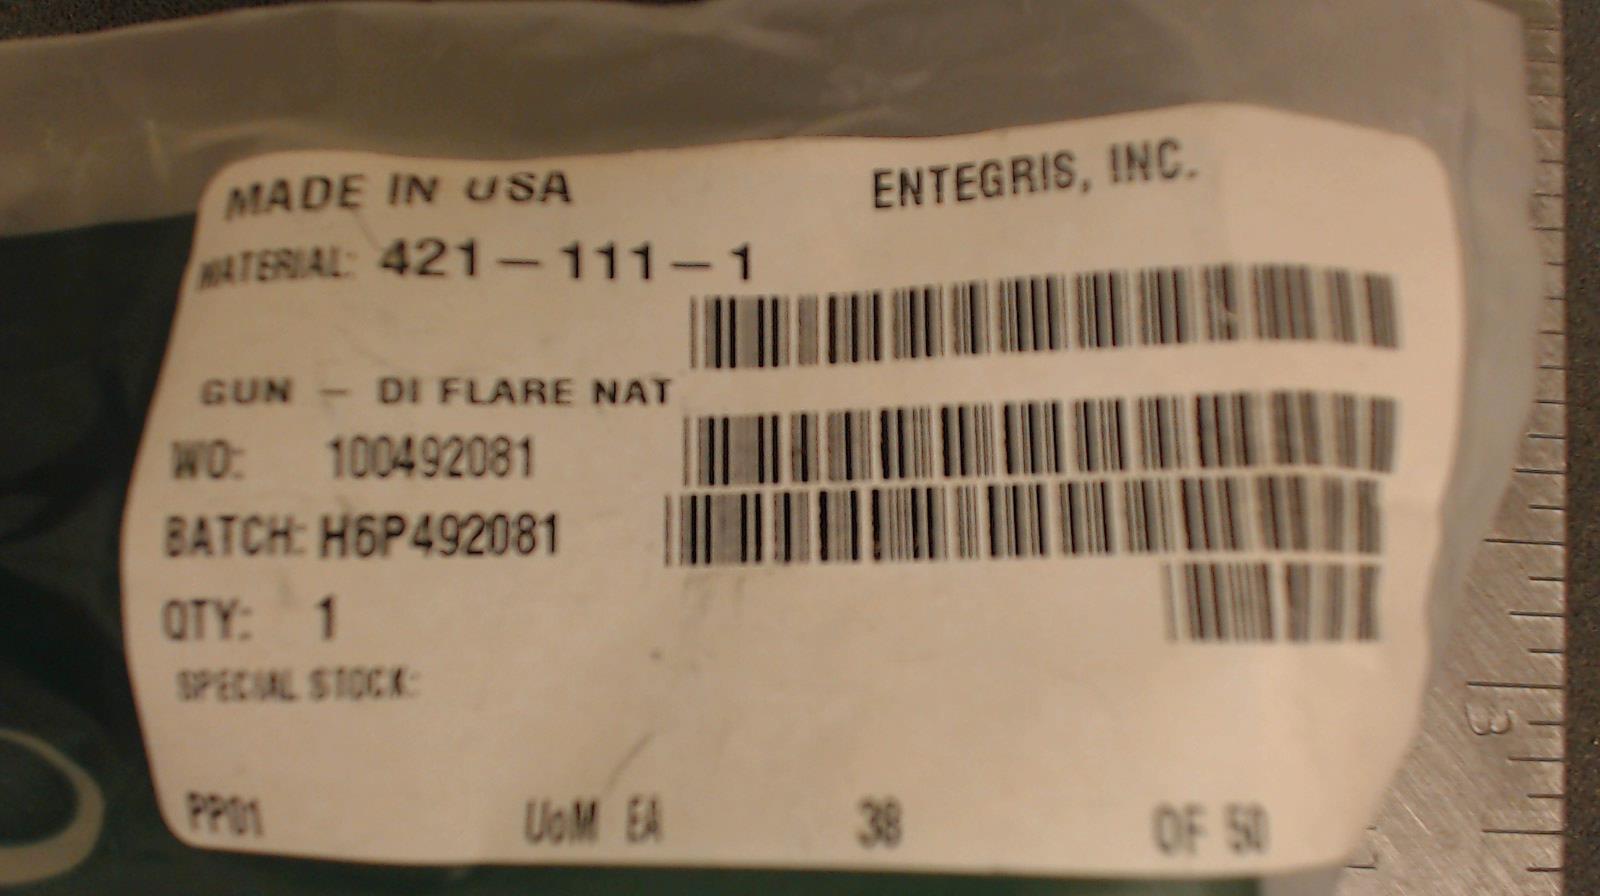 MADE IN USA ENTEGRIS, INC.
MATERIAL: 421-111-1
GUN - DI FLARE NAT
WO: 100492081
BATCH: H6P492081
QTY: 1
SPECIAL STOCK:
PP01 UoM EA 38 OF 50
3